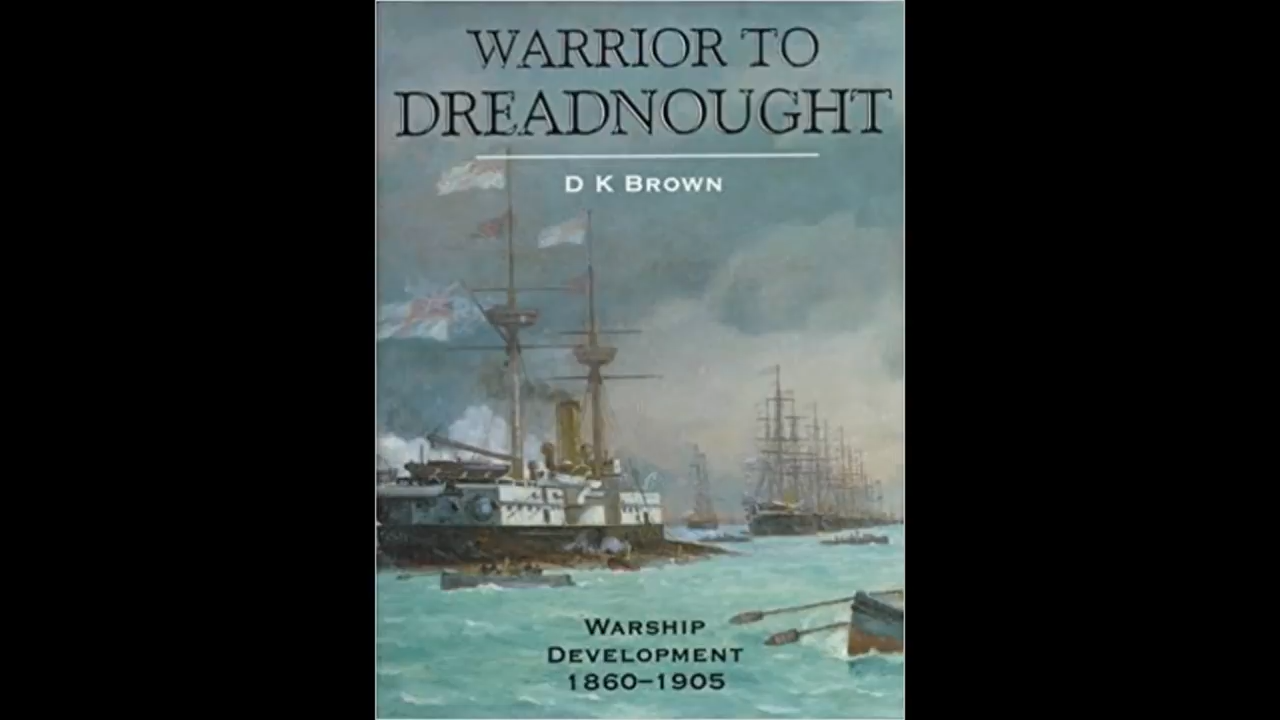 WARRIOR TO
DREADNOUGHT
D K BROWN
WARSHIP
DEVELOPMENT
1860–1905